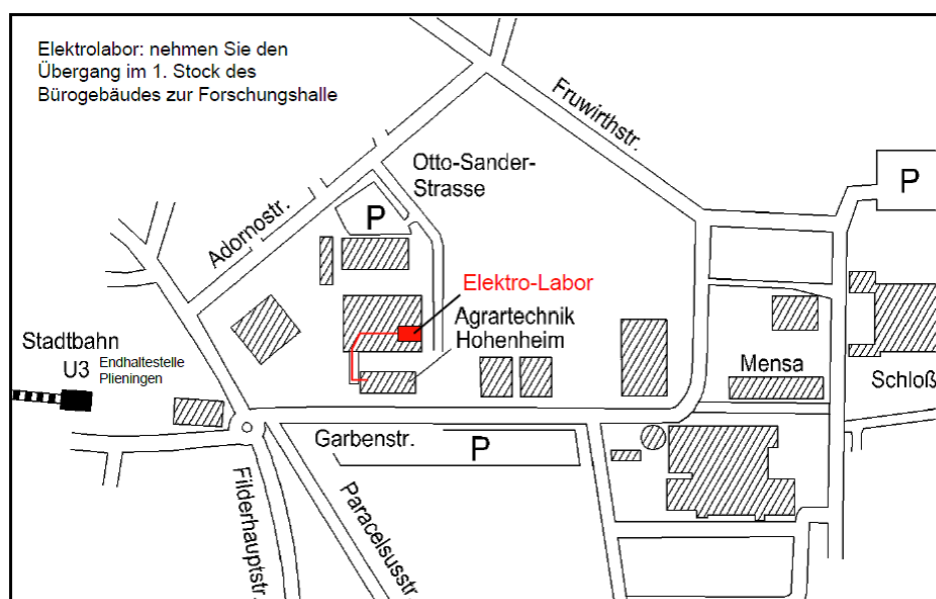 Elektrolabor: nehmen Sie den
Übergang im 1. Stock des
Bürogebäudes zur Forschungshalle
Fruwirthstr.
Otto-Sander-
Strasse
P
P
Adornostr.
Elektro-Labor
Agrartechnik
Hohenheim
Stadtbahn
U3 Endhaltestelle
Plieningen
Mensa
Schloß
Garbenstr.
P
Filderhauptstr.
Paracelsusstr.